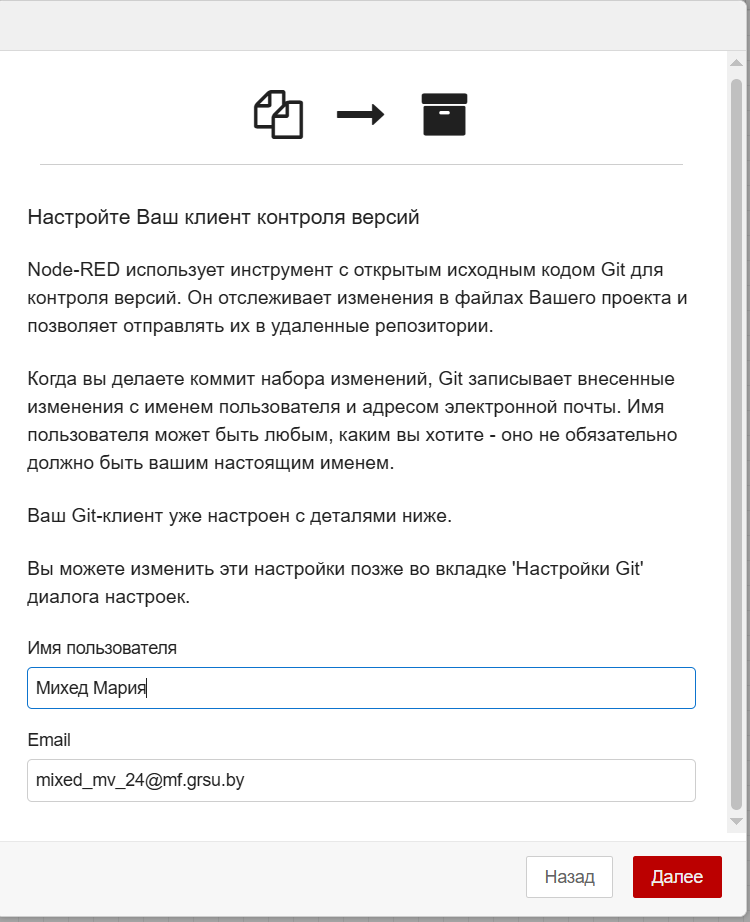 Настройте Ваш клиент контроля версий
Node-RED использует инструмент с открытым исходным кодом Git для
контроля версий. Он отслеживает изменения в файлах Вашего проекта и
позволяет отправлять их в удаленные репозитории.
Когда вы делаете коммит набора изменений, Git записывает внесенные
изменения с именем пользователя и адресом электронной почты. Имя
пользователя может быть любым, каким вы хотите - оно не обязательно
должно быть вашим настоящим именем.
Ваш Git-клиент уже настроен с деталями ниже.
Вы можете изменить эти настройки позже во вкладке 'Настройки Git'
диалога настроек.
Имя пользователя
Михед Мария
Email
mixed_mv_24@mf.grsu.by
Назад Далее